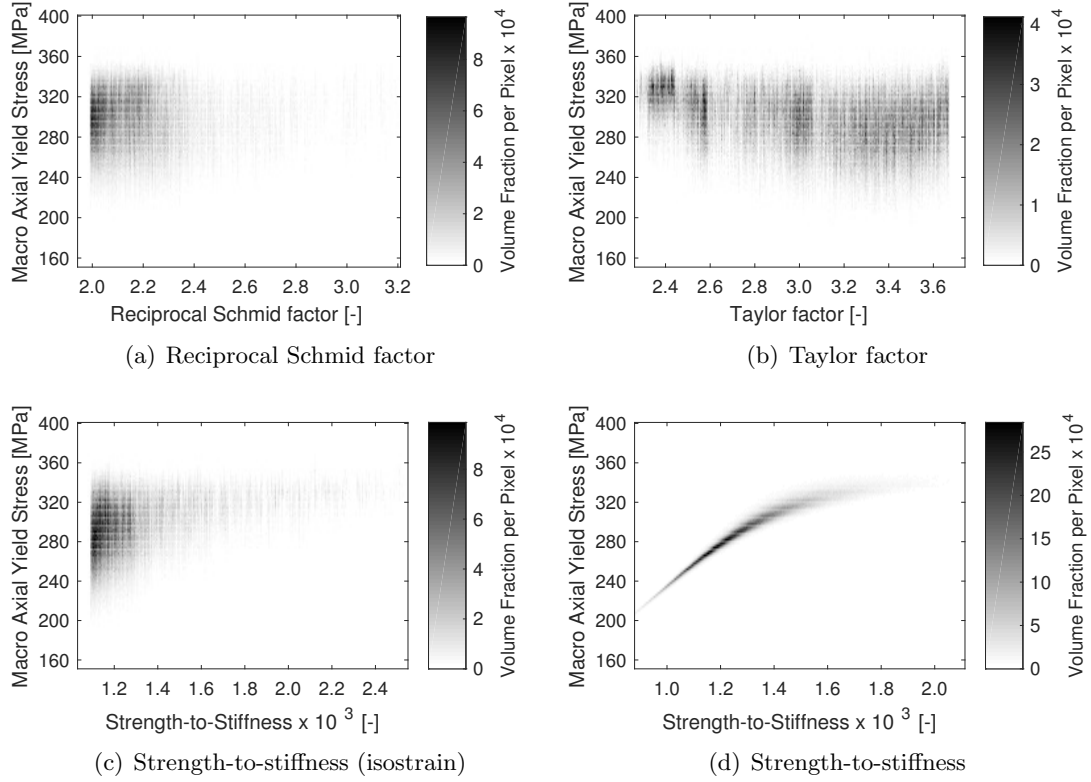 Macro Axial Yield Stress [MPa]
400
360
320
280
240
200
160
2.0 2.2 2.4 2.6 2.8 3.0 3.2
Reciprocal Schmid factor [-]
8
6
4
2
0
Volume Fraction per Pixel x 10 4
(a) Reciprocal Schmid factor
Macro Axial Yield Stress [MPa]
400
360
320
280
240
200
160
2.4 2.6 2.8 3.0 3.2 3.4 3.6
Taylor factor [-]
4
3
2
1
0
Volume Fraction per Pixel x 10 4
(b) Taylor factor
Macro Axial Yield Stress [MPa]
400
360
320
280
240
200
160
1.2 1.4 1.6 1.8 2.0 2.2 2.4
Strength-to-Stiffness x 10 3 [-]
8
6
4
2
0
Volume Fraction per Pixel x 10 4
(c) Strength-to-stiffness (isostrain)
Macro Axial Yield Stress [MPa]
400
360
320
280
240
200
160
1.0 1.2 1.4 1.6 1.8 2.0
Strength-to-Stiffness x 10 3 [-]
25
20
15
10
5
0
Volume Fraction per Pixel x 10 4
(d) Strength-to-stiffness